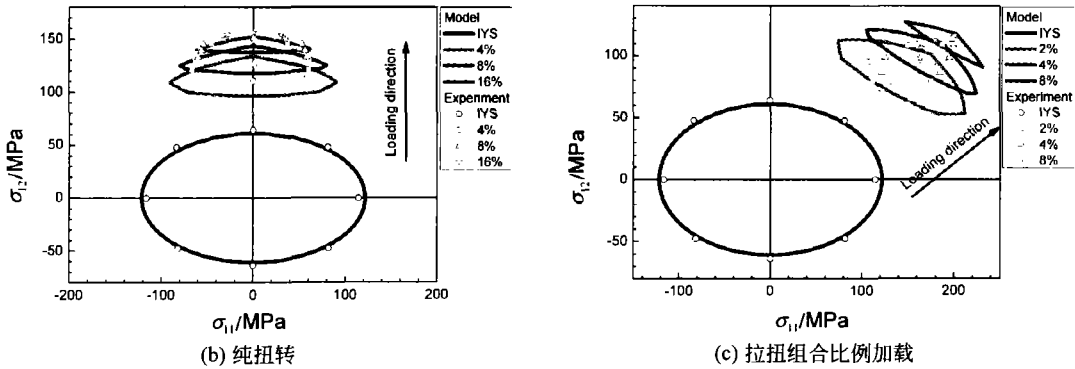 Model
IYS
4%
8%
16%
Experiment
IYS
4%
8%
16%
Loading direction
150
100
50
0
-50
σ₁₂/MPa
-200
-100
0
100
200
σ₁₁/MPa
(b) 纯扭转
Model
IYS
2%
4%
8%
Experiment
IYS
2%
4%
8%
Loading direction
100
50
0
-50
σ₁₂/MPa
-100
0
100
200
σ₁₁/MPa
(c) 拉扭组合比例加载